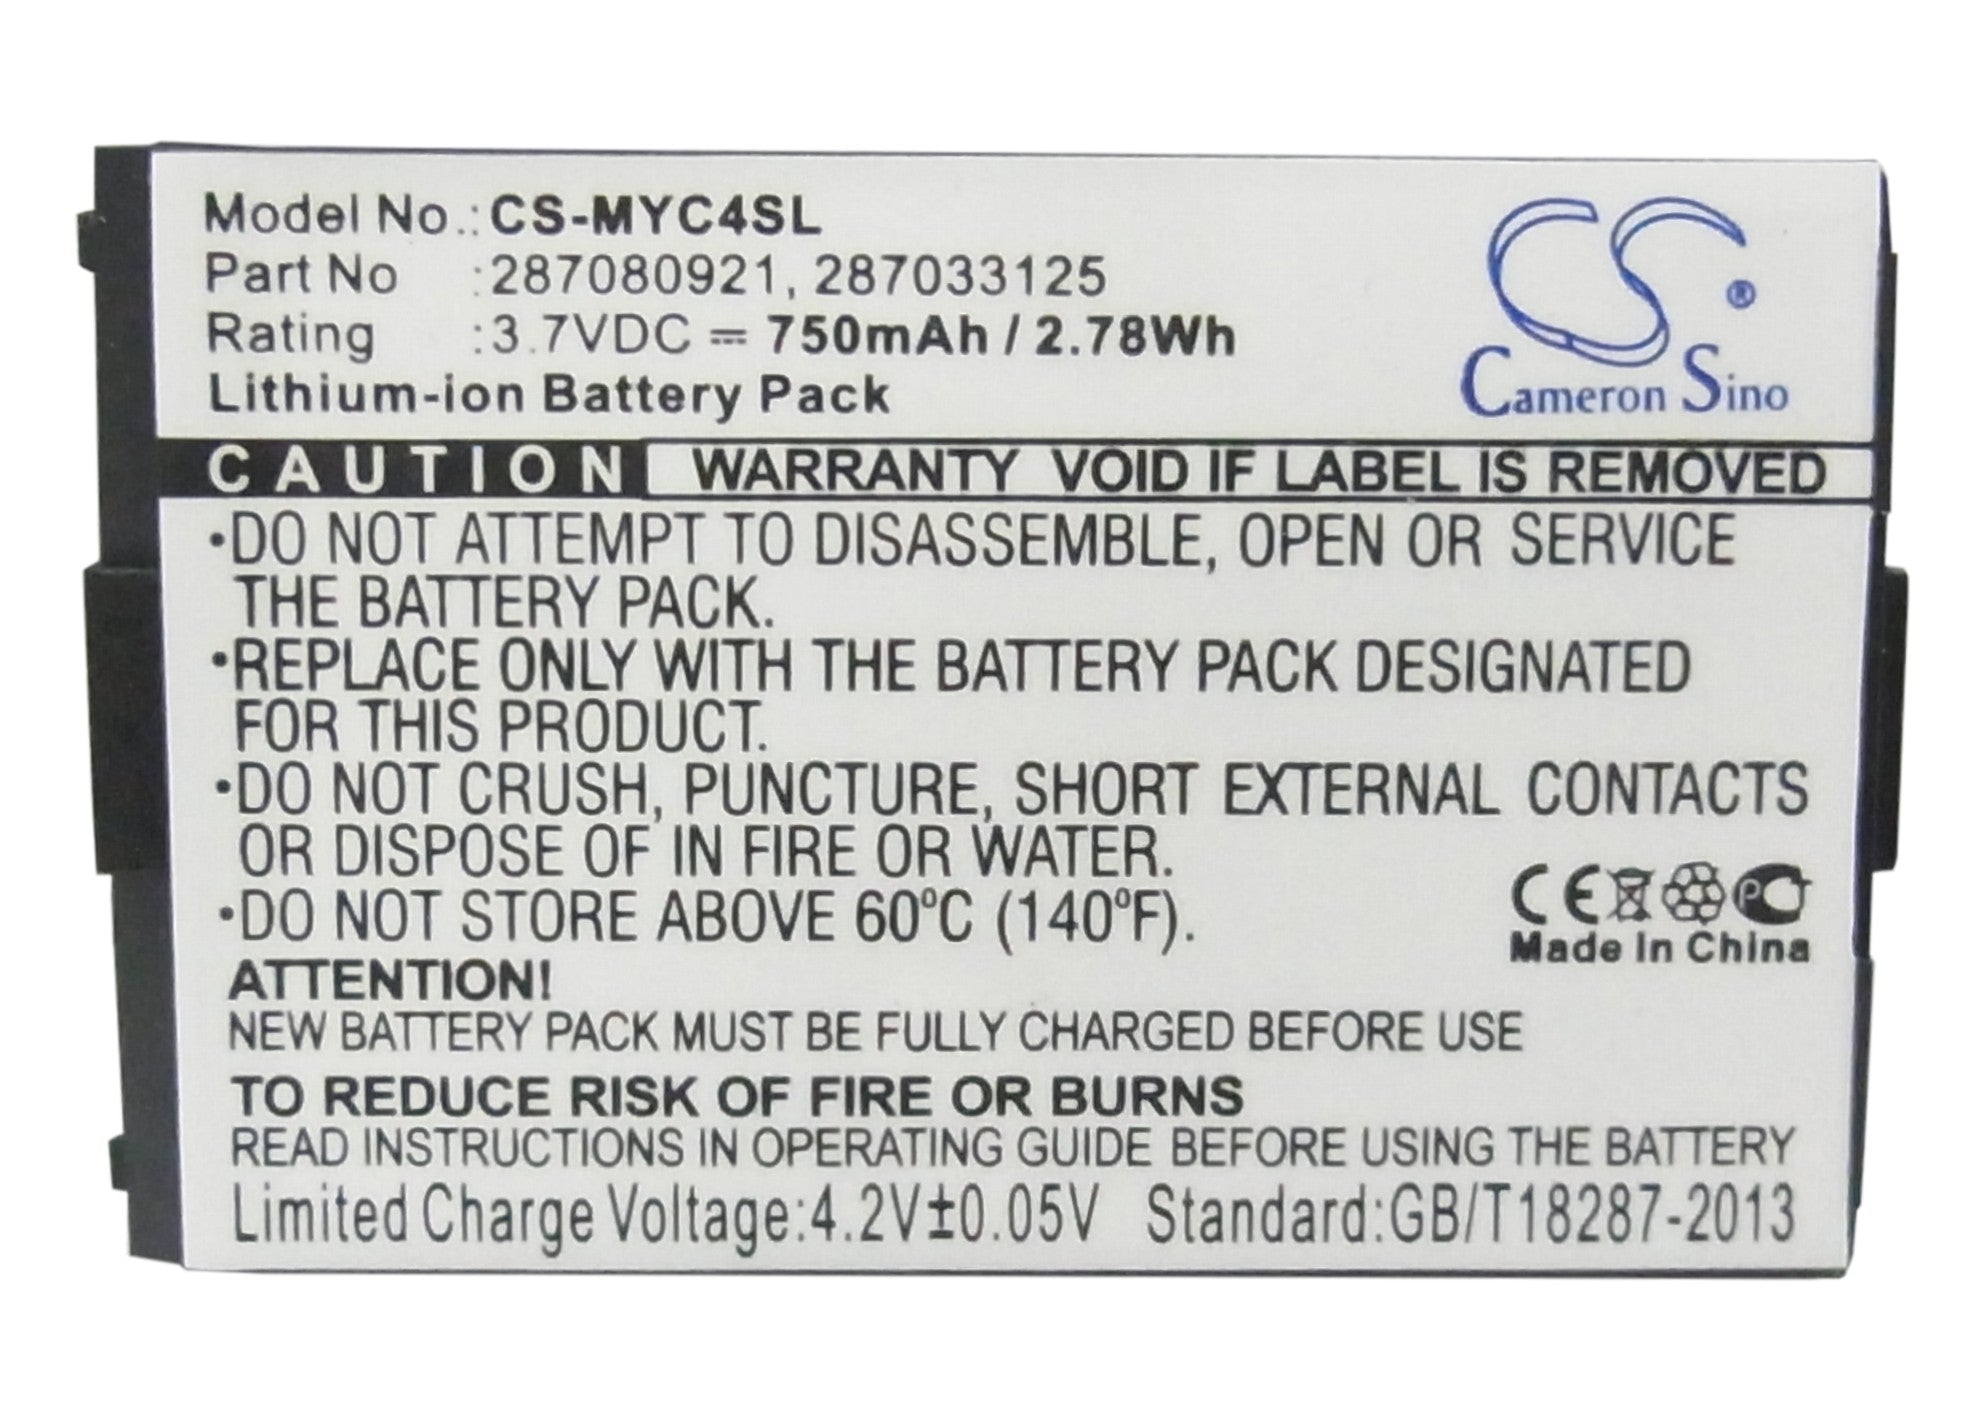 Model No.: CS-MYC4SL
Part No :287080921, 287033125
Rating :3.7VDC ⎓ 750mAh / 2.78Wh
Lithium-ion Battery Pack
CS®
Cameron Sino
CAUTION WARRANTY VOID IF LABEL IS REMOVED
•DO NOT ATTEMPT TO DISASSEMBLE, OPEN OR SERVICE
THE BATTERY PACK.
•REPLACE ONLY WITH THE BATTERY PACK DESIGNATED
FOR THIS PRODUCT.
•DO NOT CRUSH, PUNCTURE, SHORT EXTERNAL CONTACTS
OR DISPOSE OF IN FIRE OR WATER.
•DO NOT STORE ABOVE 60°C (140°F).
CE PC
Made In China
ATTENTION!
NEW BATTERY PACK MUST BE FULLY CHARGED BEFORE USE
TO REDUCE RISK OF FIRE OR BURNS
READ INSTRUCTIONS IN OPERATING GUIDE BEFORE USING THE BATTERY
Limited Charge Voltage:4.2V±0.05V Standard:GB/T18287-2013